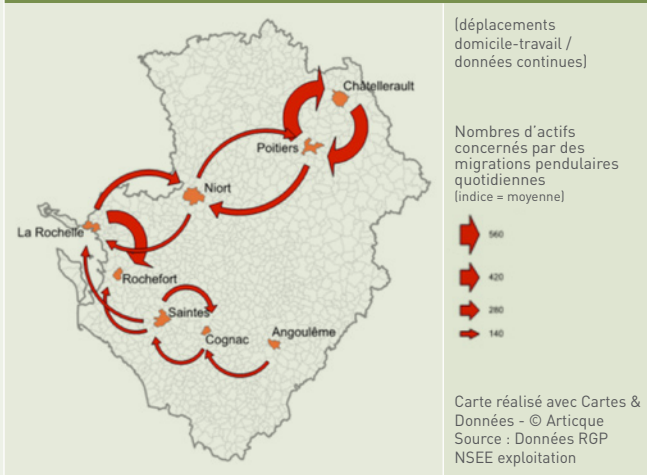 (déplacements
domicile-travail /
données continues)
Châtellerault
Poitiers
Niort
La Rochelle
Rochefort
Saintes
Cognac
Angoulême
Nombres d'actifs
concernés par des
migrations pendulaires
quotidiennes
(indice = moyenne)
560
420
280
140
Carte réalisé avec Cartes &
Données - © Articque
Source : Données RGP
NSEE exploitation